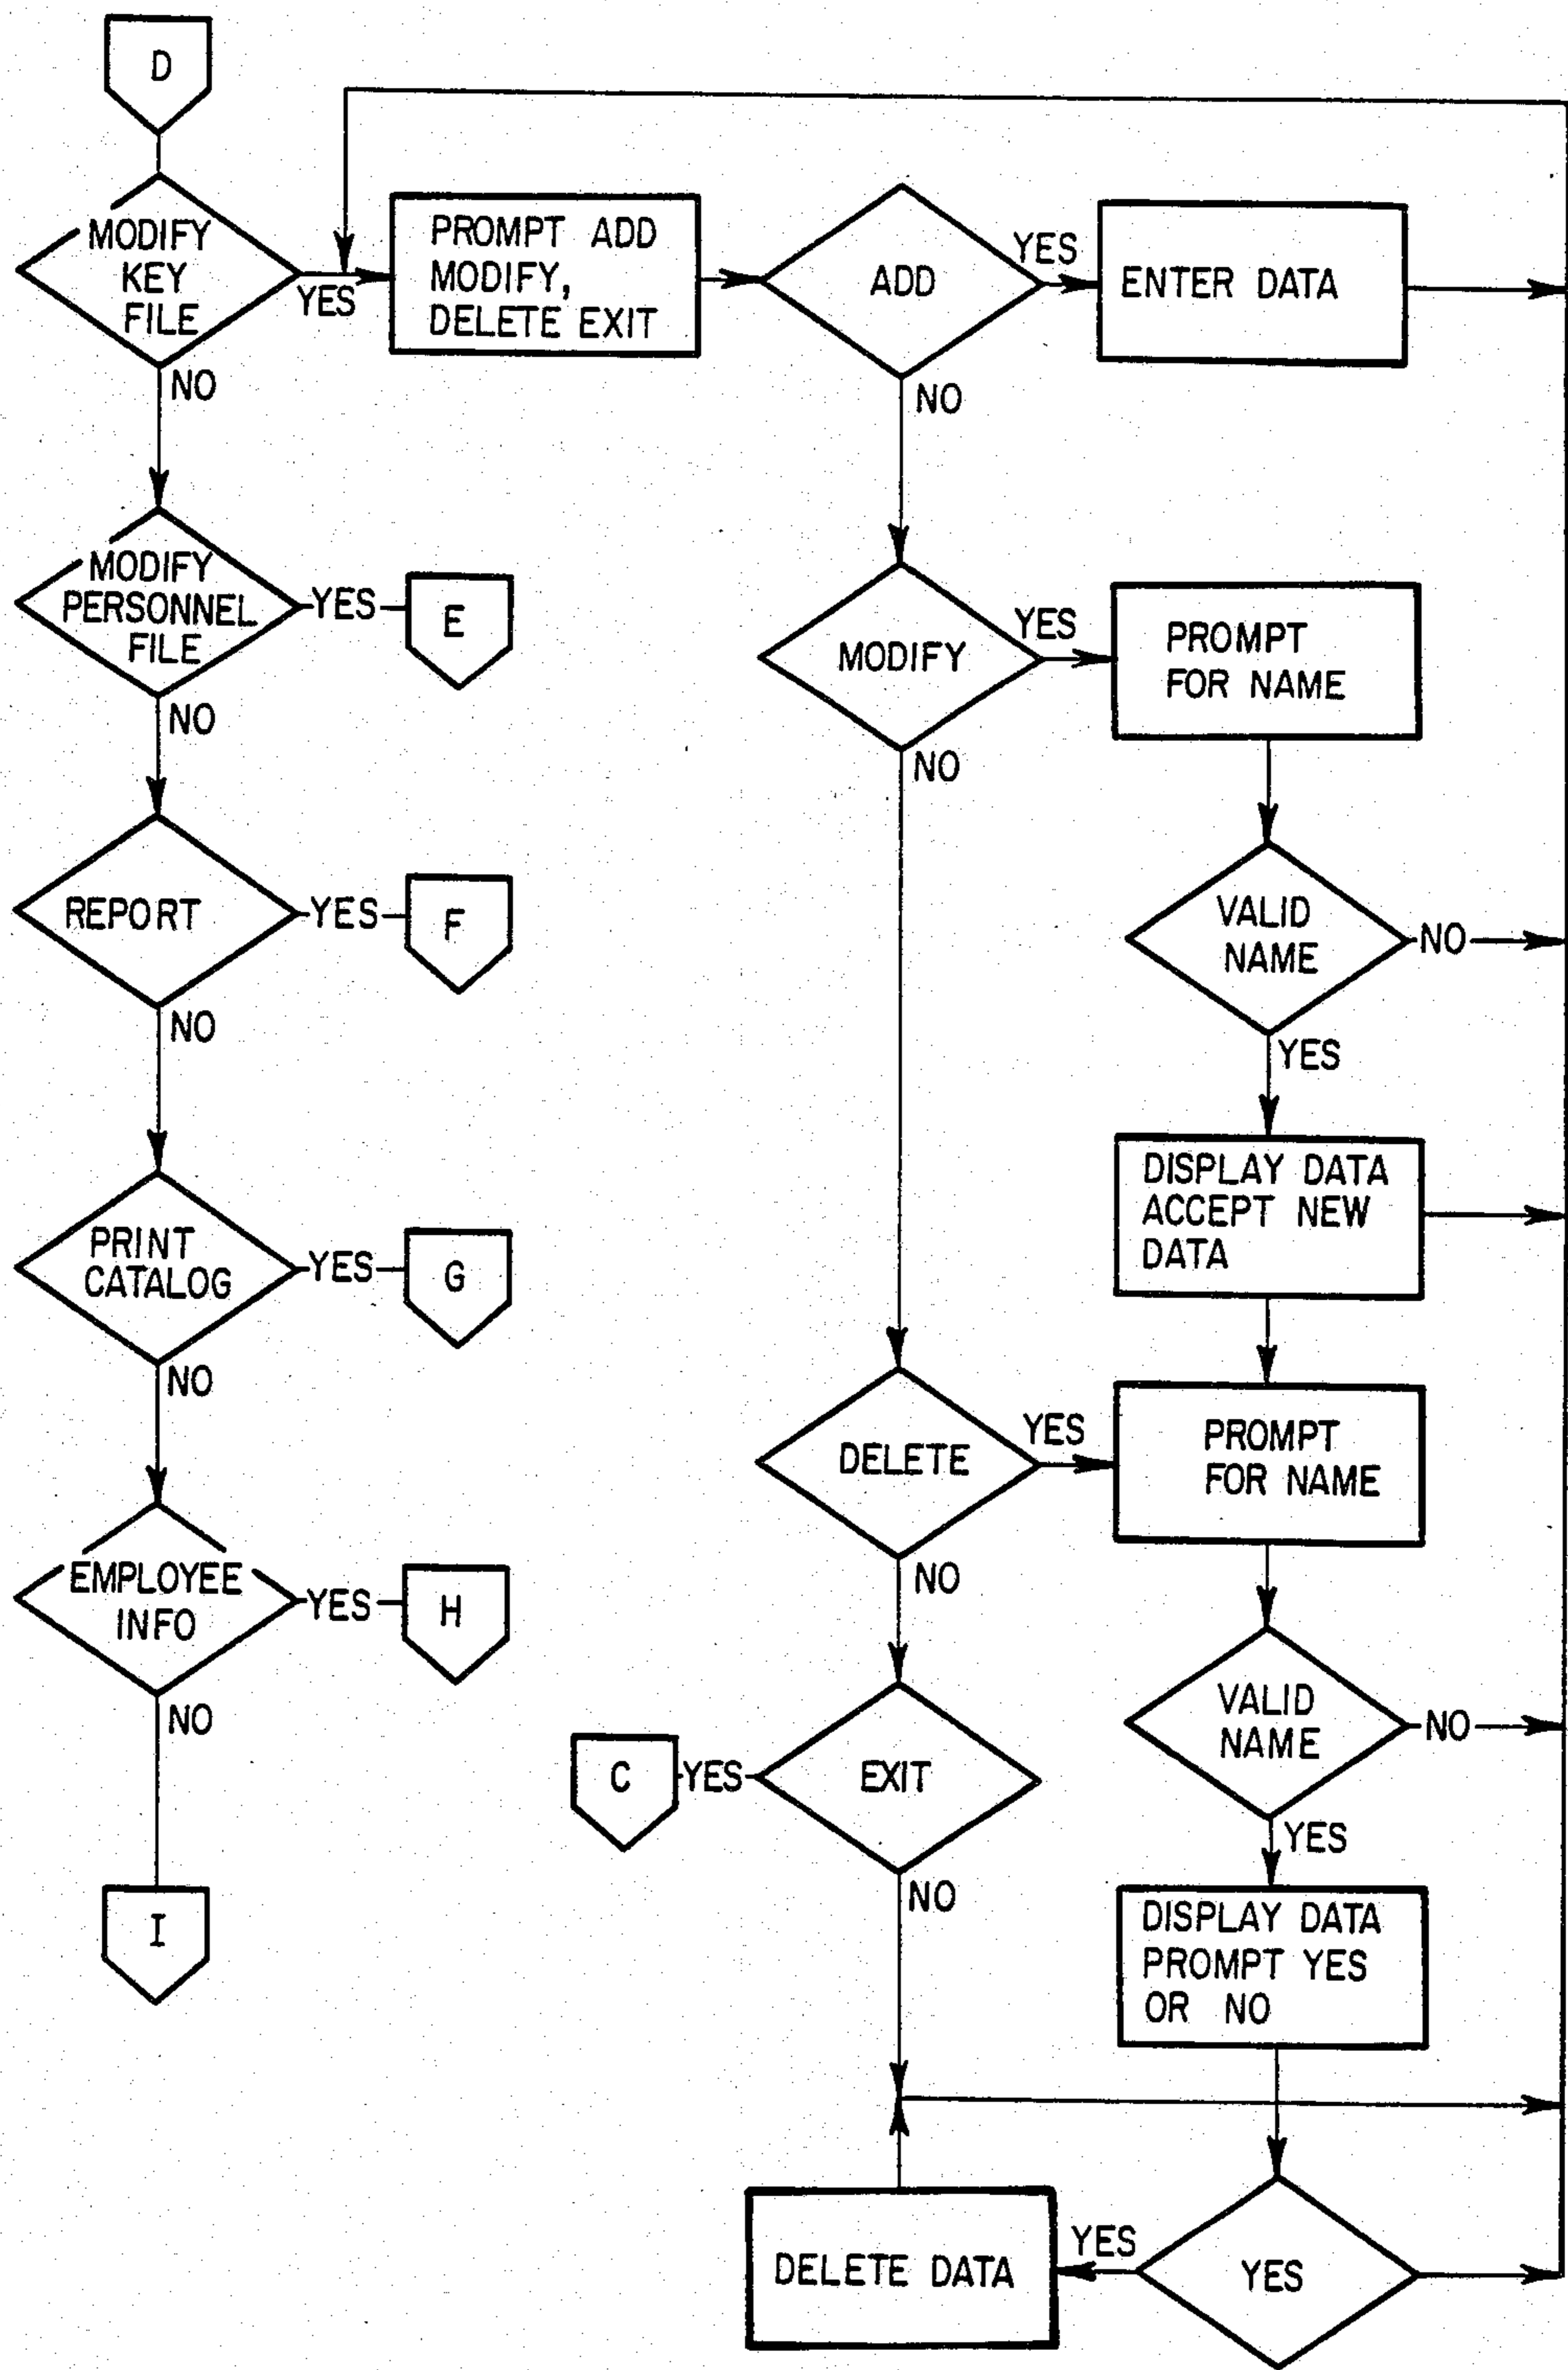 D
MODIFY
KEY
FILE
YES
NO
PROMPT ADD
MODIFY,
DELETE EXIT
ADD
YES
NO
ENTER DATA
MODIFY
PERSONNEL
FILE
YES
E
NO
MODIFY
YES
NO
PROMPT
FOR NAME
REPORT
YES
F
NO
VALID
NAME
NO
YES
DISPLAY DATA
ACCEPT NEW
DATA
PRINT
CATALOG
YES
G
NO
DELETE
YES
NO
PROMPT
FOR NAME
EMPLOYEE
INFO
YES
H
NO
VALID
NAME
NO
YES
C
YES
EXIT
NO
I
DISPLAY DATA
PROMPT YES
OR NO
DELETE DATA
YES
YES